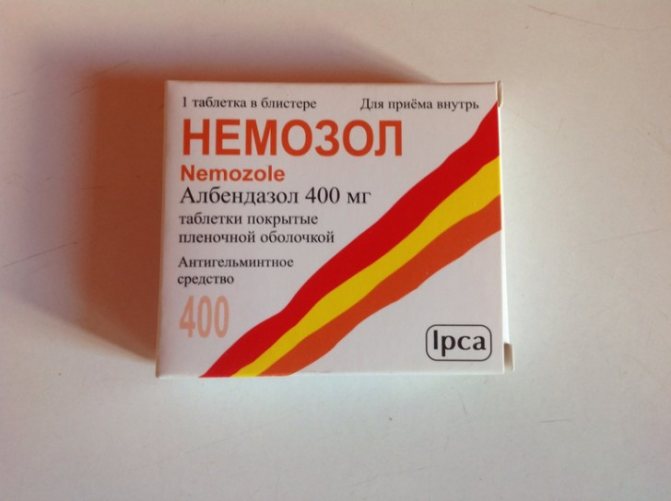 1 таблетка в блистере Для приёма внутрь
НЕМОЗОЛ
Nemozole
Албендазол 400 мг
таблетки покрытые
пленочной оболочкой
Антигельминтное
средство
400
Ipca